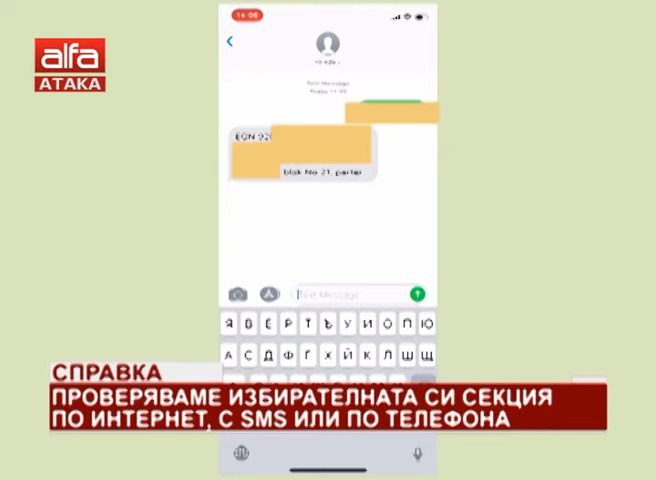 14:06
alfa
АТАКА
Text Message
EGN 92
blok No 21, parter
Text Message
Я В Е Р Т Ъ У И О П Ю
А С Д Ф Г Х Й К Л Ш Щ
СПРАВКА
ПРОВЕРЯВАМЕ ИЗБИРАТЕЛНАТА СИ СЕКЦИЯ
ПО ИНТЕРНЕТ, С SMS ИЛИ ПО ТЕЛЕФОНА